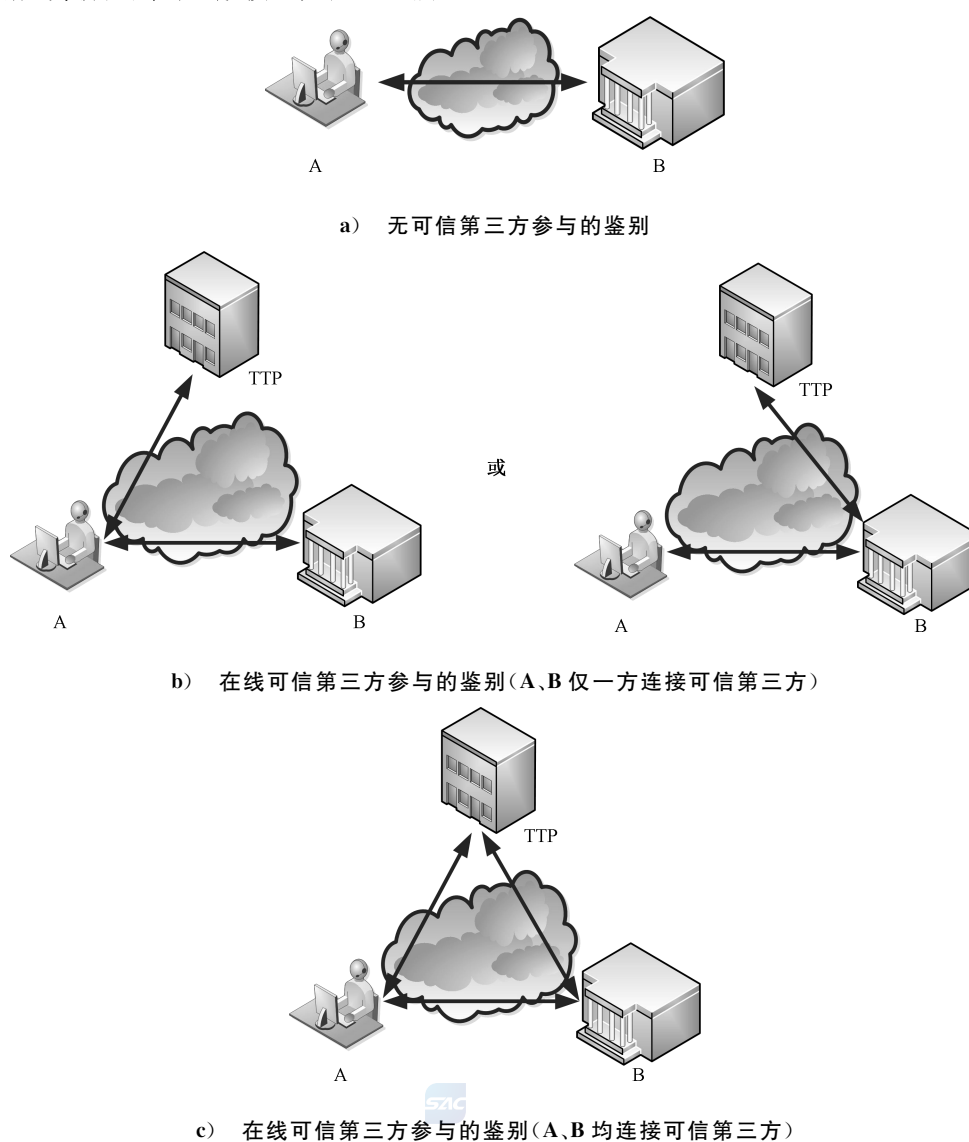 A
B
a) 无可信第三方参与的鉴别
TTP
TTP
或
A
B
A
B
b) 在线可信第三方参与的鉴别(A、B 仅一方连接可信第三方)
TTP
A
B
SAC
c) 在线可信第三方参与的鉴别(A、B 均连接可信第三方)